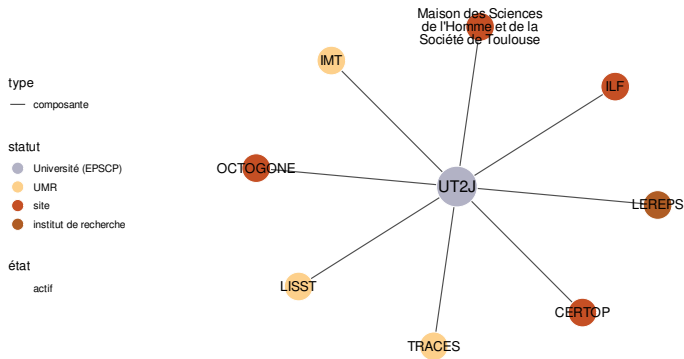 type
composante
statut
Université (EPSCP)
UMR
site
institut de recherche
état
actif
Maison des Sciences
de l'Homme et de la
Société de Toulouse
IMT
ILF
OCTOGONE
UT2J
LEREPS
LISST
CERTOP
TRACES